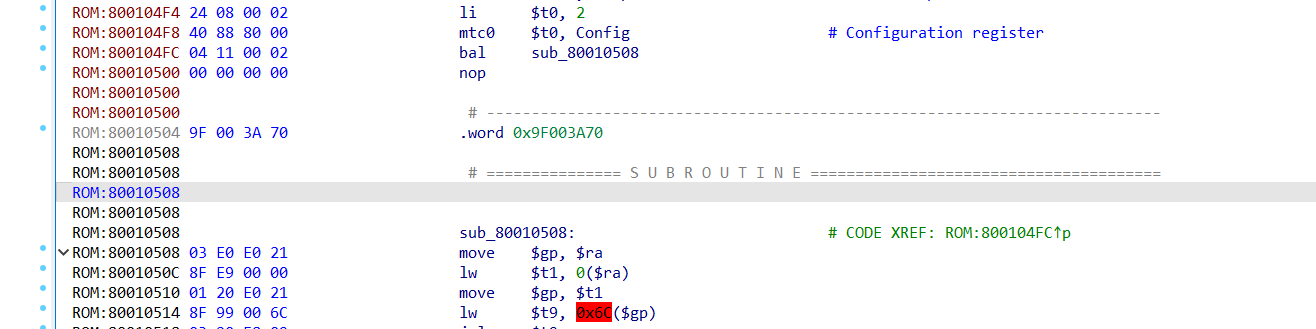 ROM:800104F4 24 08 00 02 li $t0, 2
ROM:800104F8 40 88 80 00 mtc0 $t0, Config # Configuration register
ROM:800104FC 04 11 00 02 bal sub_80010508
ROM:80010500 00 00 00 00 nop
ROM:80010500
ROM:80010500 # ---------------------------------------------------------------------------
ROM:80010504 9F 00 3A 70 .word 0x9F003A70
ROM:80010508
ROM:80010508 # =============== S U B R O U T I N E =======================================
ROM:80010508
ROM:80010508
ROM:80010508 sub_80010508: # CODE XREF: ROM:800104FC↑p
ROM:80010508 03 E0 E0 21 move $gp, $ra
ROM:8001050C 8F E9 00 00 lw $t1, 0($ra)
ROM:80010510 01 20 E0 21 move $gp, $t1
ROM:80010514 8F 99 00 6C lw $t9, 0x6C($gp)